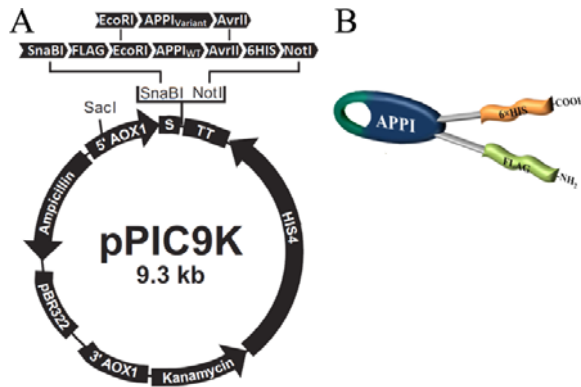 A
EcoRI APPIVariant AvrII
SnaBI FLAG EcoRI APPIWT AvrII 6HIS NotI
SnaBI NotI
SacI
5' AOX1
S
TT
Ampicillin
HIS4
pPIC9K
9.3 kb
pBR322
3' AOX1
Kanamycin
B
APPI
6×HIS
-COOH
FLAG
-NH2